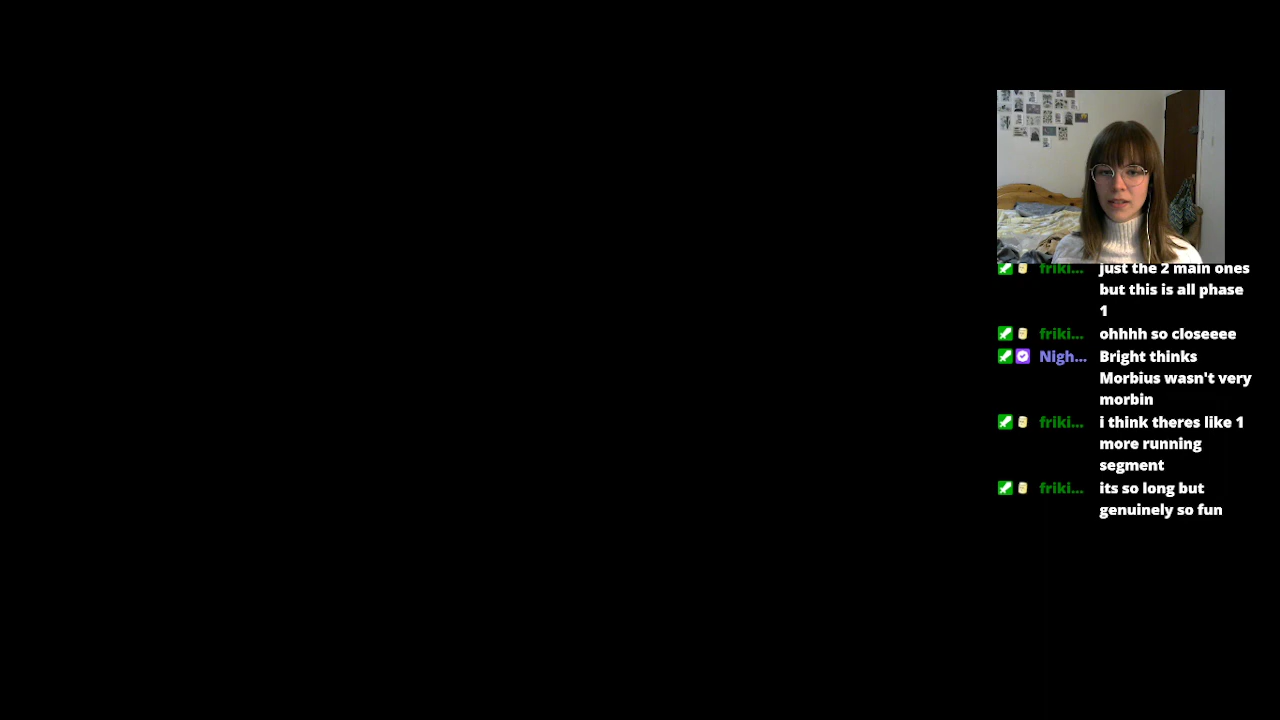 friki... just the 2 main ones
but this is all phase
1
friki... ohhhh so closeeee
Nigh... Bright thinks
Morbius wasn't very
morbin
friki... i think theres like 1
more running
segment
friki... its so long but
genuinely so fun